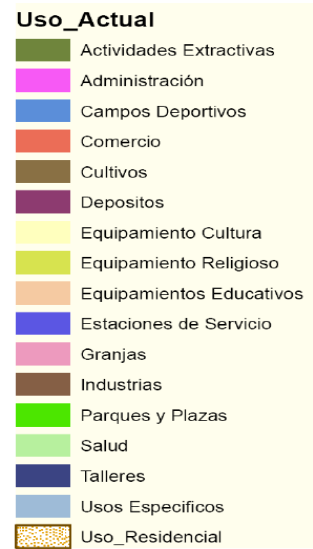 Uso_Actual
Actividades Extractivas
Administración
Campos Deportivos
Comercio
Cultivos
Depositos
Equipamiento Cultura
Equipamiento Religioso
Equipamientos Educativos
Estaciones de Servicio
Granjas
Industrias
Parques y Plazas
Salud
Talleres
Usos Especificos
Uso_Residencial